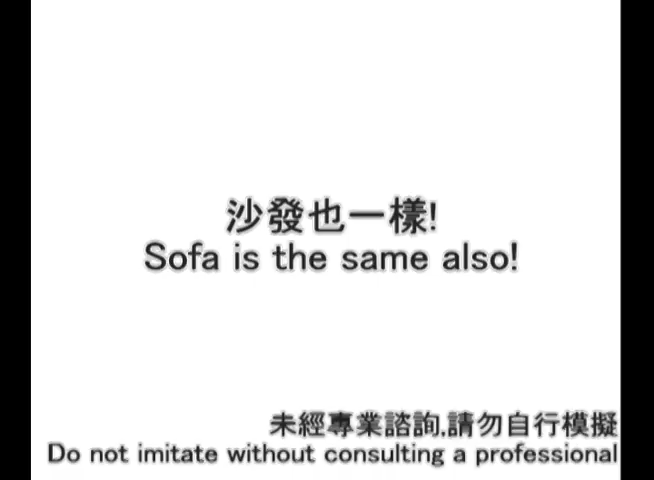 沙發也一樣!
Sofa is the same also!
未經專業諮詢,請勿自行模擬
Do not imitate without consulting a professional